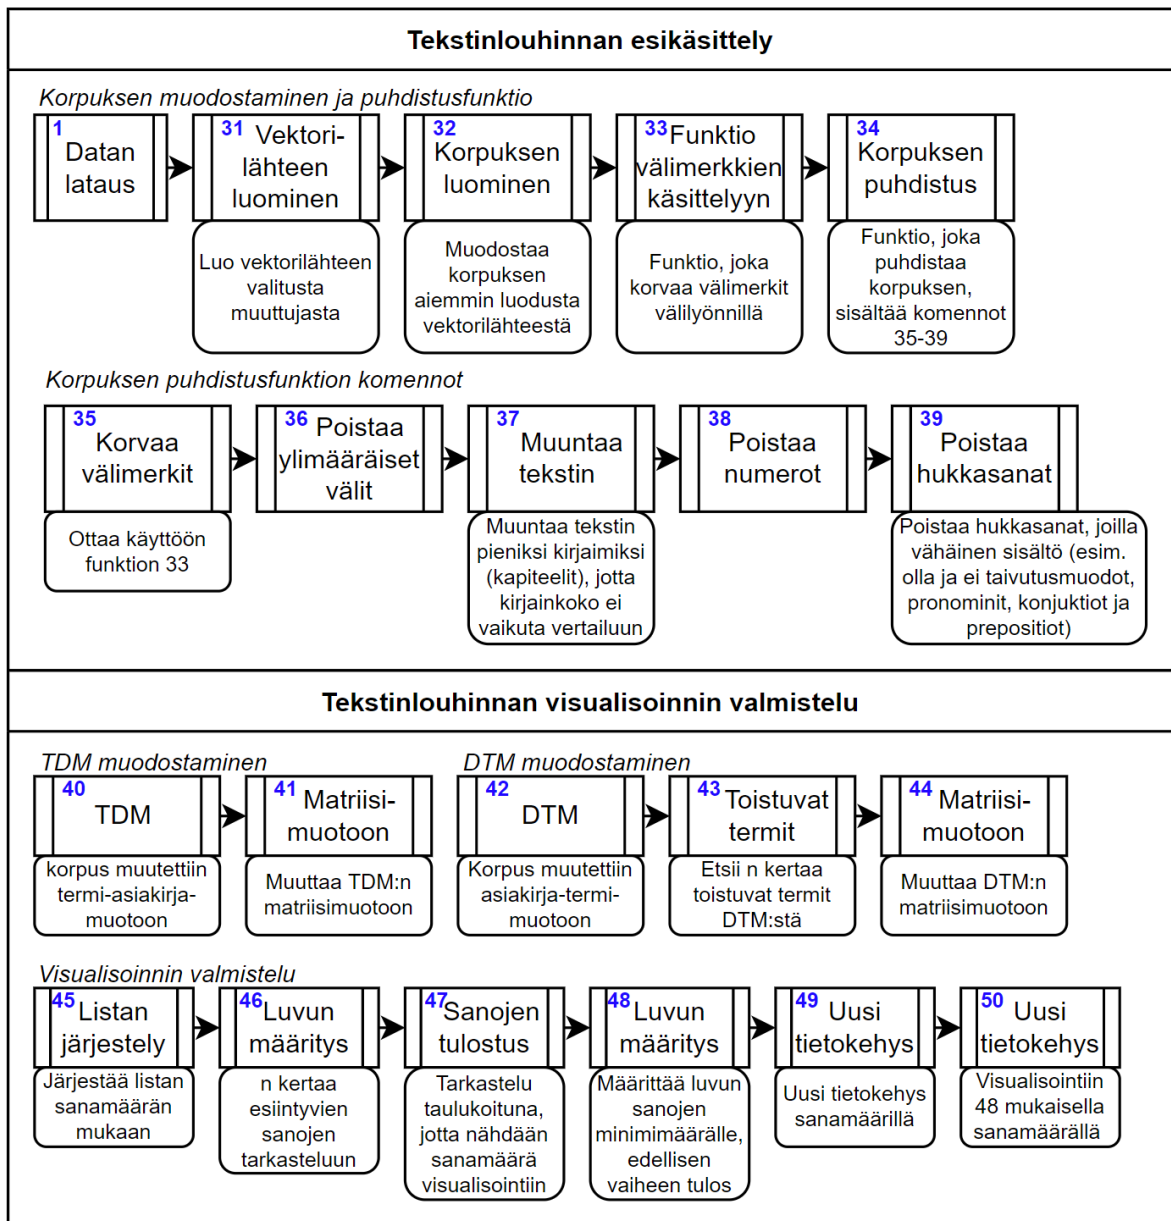 Tekstinlouhinnan esikäsittely
Korpuksen muodostaminen ja puhdistusfunktio
1
Datan
lataus
31 Vektori-
lähteen
luominen
32
Korpuksen
luominen
33 Funktio
välimerkkien
käsittelyyn
34
Korpuksen
puhdistus
Luo vektorilähteen
valitusta
muuttujasta
Muodostaa
korpuksen
aiemmin luodusta
vektorilähteestä
Funktio, joka
korvaa välimerkit
välilyönnillä
Funktio, joka
puhdistaa
korpuksen,
sisältää komennot
35-39
Korpuksen puhdistusfunktion komennot
35
Korvaa
välimerkit
36 Poistaa
ylimääräiset
välit
37
Muuntaa
tekstin
38
Poistaa
numerot
39
Poistaa
hukkasanat
Ottaa käyttöön
funktion 33
Muuntaa tekstin
pieniksi kirjaimiksi
(kapiteelit), jotta
kirjainkoko ei
vaikuta vertailuun
Poistaa hukkasanat, joilla
vähäinen sisältö (esim.
olla ja ei taivutusmuodot,
pronominit, konjuktiot ja
prepositiot)
Tekstinlouhinnan visualisoinnin valmistelu
TDM muodostaminen
40
TDM
41 Matriisi-
muotoon
korpus muutettiin
termi-asiakirja-
muotoon
Muuttaa TDM:n
matriisimuotoon
DTM muodostaminen
42
DTM
43 Toistuvat
termit
44
Matriisi-
muotoon
Korpus muutettiin
asiakirja-termi-
muotoon
Etsii n kertaa
toistuvat termit
DTM:stä
Muuttaa DTM:n
matriisimuotoon
Visualisoinnin valmistelu
45 Listan
järjestely
46 Luvun
määritys
47 Sanojen
tulostus
48 Luvun
määritys
49 Uusi
tietokehys
50 Uusi
tietokehys
Järjestää listan
sanamäärän
mukaan
n kertaa
esiintyvien
sanojen
tarkasteluun
Tarkastelu
taulukoituna,
jotta nähdään
sanamäärä
visualisointiin
Määrittää luvun
sanojen
minimimäärälle,
edellisen
vaiheen tulos
Uusi tietokehys
sanamäärillä
Visualisointiin
48 mukaisella
sanamäärällä